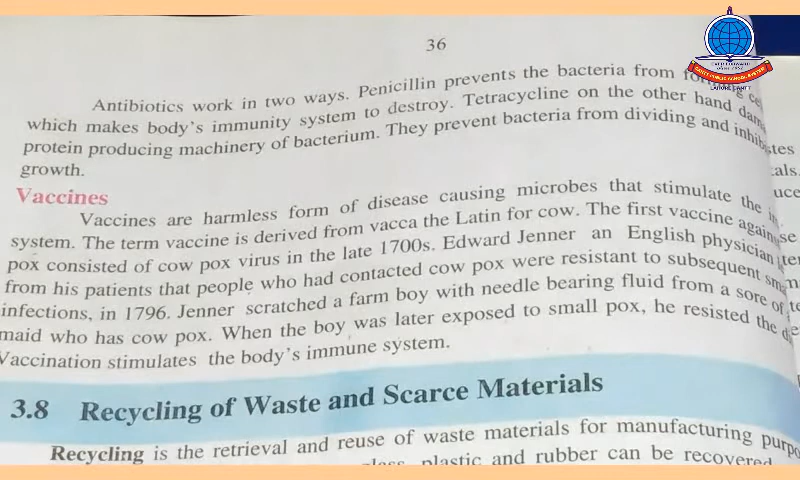 36
Antibiotics work in two ways. Penicillin prevents the bacteria from
which makes body's immunity system to destroy. Tetracycline on the other hand
protein producing machinery of bacterium. They prevent bacteria from dividing and
growth.
Vaccines
Vaccines are harmless form of disease causing microbes that stimulate the
system. The term vaccine is derived from vacca the Latin for cow. The first vaccine
pox consisted of cow pox virus in the late 1700s. Edward Jenner an English physician
from his patients that people who had contacted cow pox were resistant to subsequent
infections, in 1796. Jenner scratched a farm boy with needle bearing fluid from a sore of
maid who has cow pox. When the boy was later exposed to small pox, he resisted the
Vaccination stimulates the body's immune system.
3.8 Recycling of Waste and Scarce Materials
Recycling is the retrieval and reuse of waste materials for manufacturing
plastic and rubber can be recovered